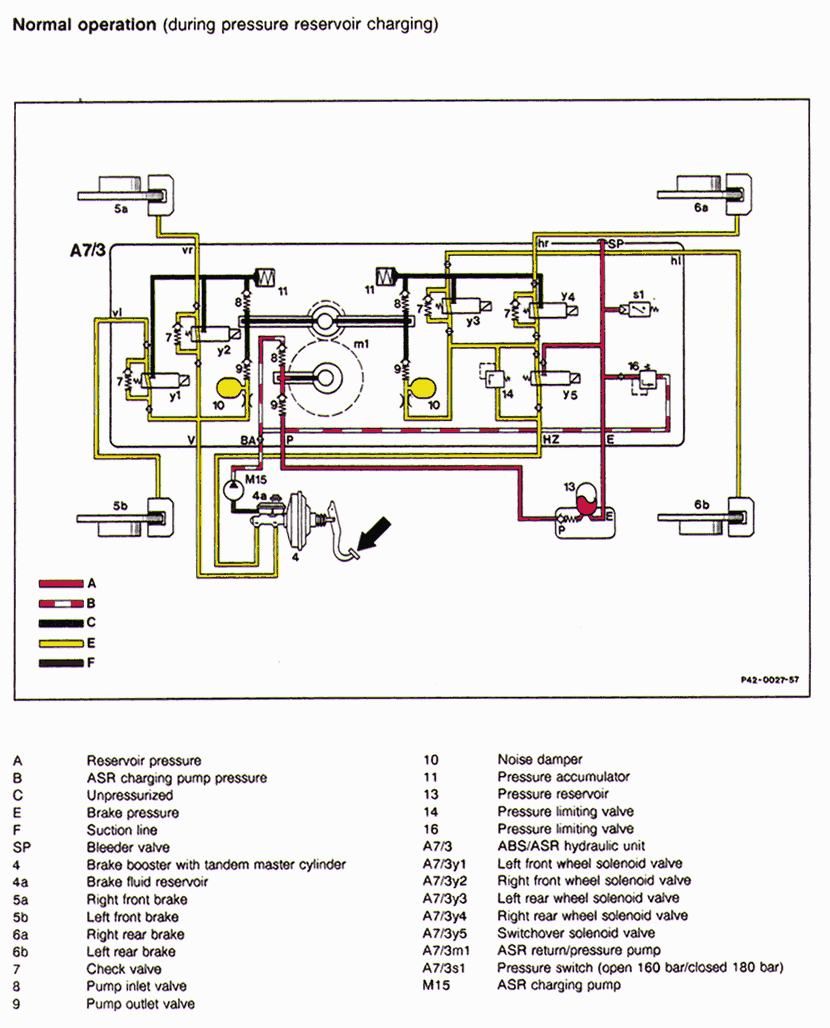 Normal operation (during pressure reservoir charging)
5a
6a
A7/3
vr
hr
SP
hl
11
11
s1
8
8
7
y3
7
y4
vl
7
y2
m1
7
y1
8
9
9
9
10
10
14
7
y5
16
V
BA
P
HZ
E
M15
4a
4
13
P
E
5b
6b
A
B
C
E
F
P42-0027-57
A Reservoir pressure
B ASR charging pump pressure
C Unpressurized
E Brake pressure
F Suction line
SP Bleeder valve
4 Brake booster with tandem master cylinder
4a Brake fluid reservoir
5a Right front brake
5b Left front brake
6a Right rear brake
6b Left rear brake
7 Check valve
8 Pump inlet valve
9 Pump outlet valve
10 Noise damper
11 Pressure accumulator
13 Pressure reservoir
14 Pressure limiting valve
16 Pressure limiting valve
A7/3 ABS/ASR hydraulic unit
A7/3y1 Left front wheel solenoid valve
A7/3y2 Right front wheel solenoid valve
A7/3y3 Left rear wheel solenoid valve
A7/3y4 Right rear wheel solenoid valve
A7/3y5 Switchover solenoid valve
A7/3m1 ASR return/pressure pump
A7/3s1 Pressure switch (open 160 bar/closed 180 bar)
M15 ASR charging pump